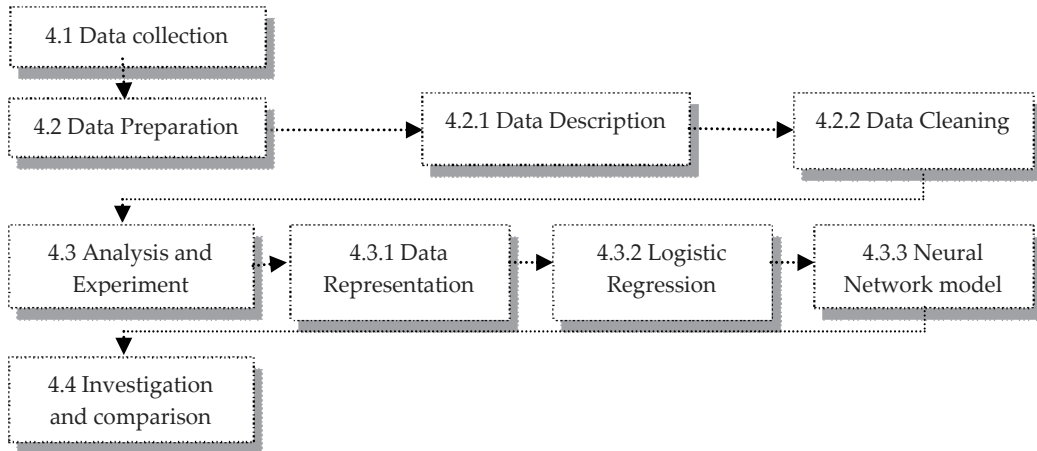 4.1 Data collection
4.2 Data Preparation
4.2.1 Data Description
4.2.2 Data Cleaning
4.3 Analysis and
Experiment
4.3.1 Data
Representation
4.3.2 Logistic
Regression
4.3.3 Neural
Network model
4.4 Investigation
and comparison